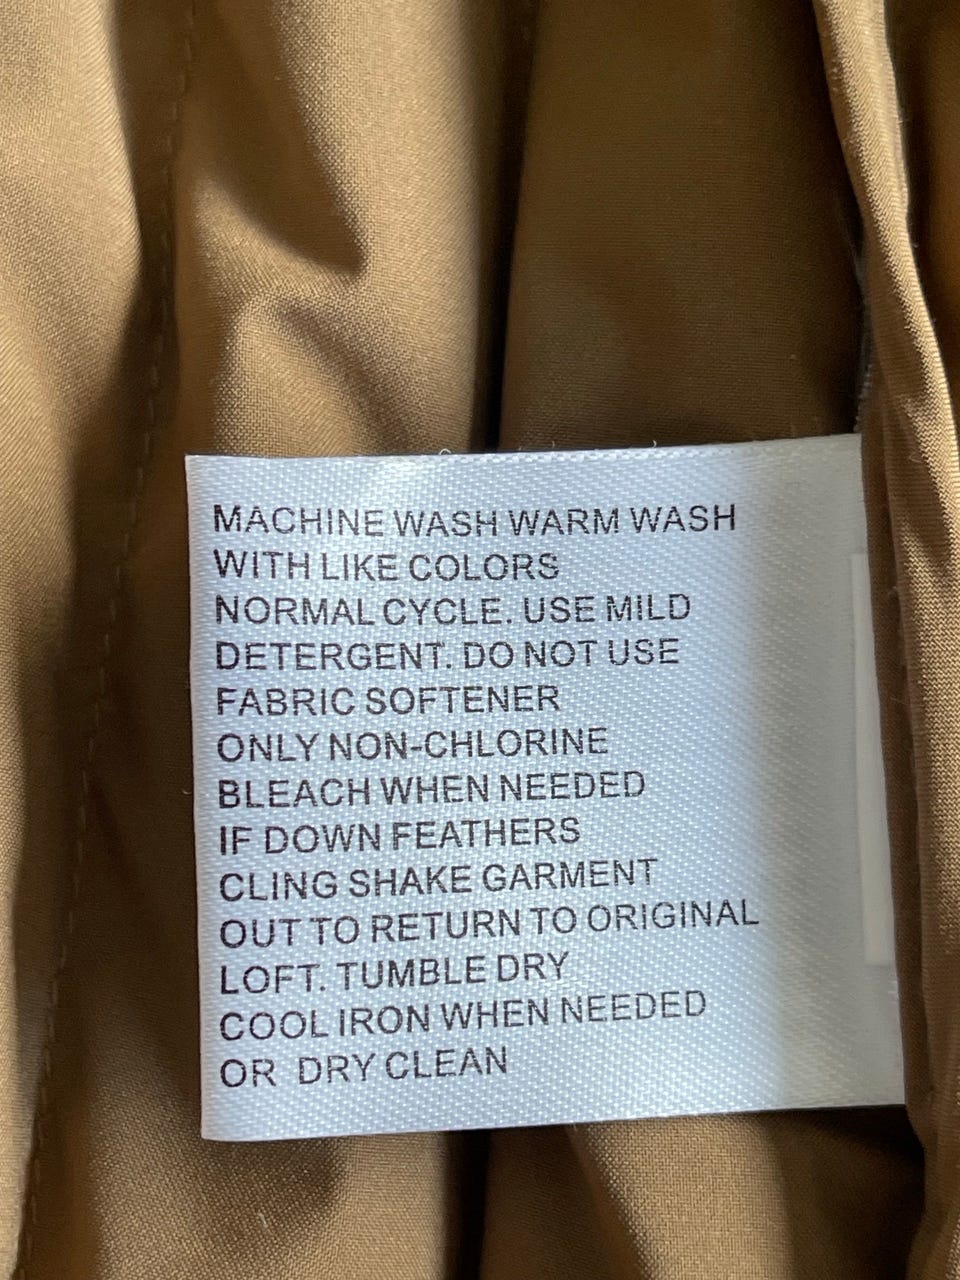 MACHINE WASH WARM WASH
WITH LIKE COLORS
NORMAL CYCLE. USE MILD
DETERGENT. DO NOT USE
FABRIC SOFTENER
ONLY NON-CHLORINE
BLEACH WHEN NEEDED
IF DOWN FEATHERS
CLING SHAKE GARMENT
OUT TO RETURN TO ORIGINAL
LOFT. TUMBLE DRY
COOL IRON WHEN NEEDED
OR DRY CLEAN